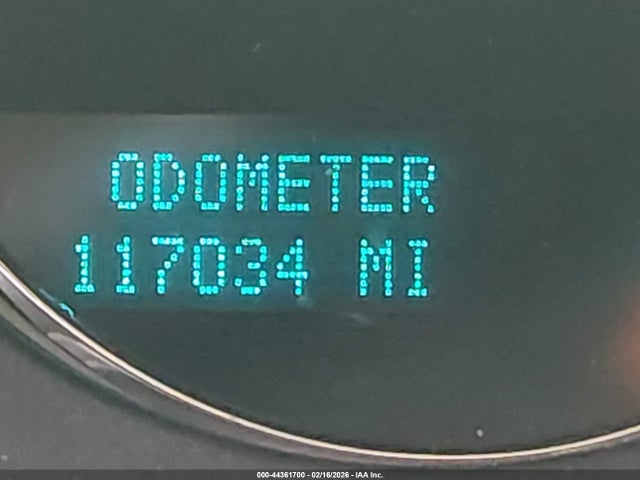 ODOMETER
117034 MI
000-44361700 - 02/16/2026 - IAA Inc.